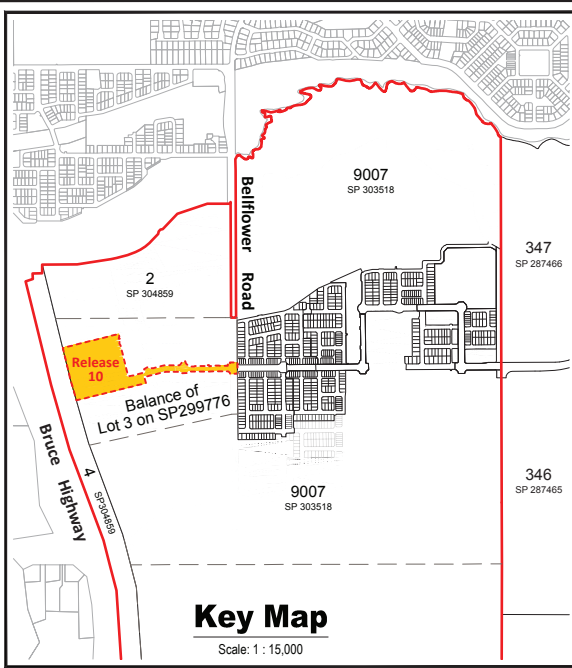 9007
SP 303518
Bellflower Road
347
SP 287466
2
SP 304859
Release
10
Balance of
Lot 3 on SP299776
Bruce Highway
4
SP304859
9007
SP 303518
346
SP 287465
Key Map
Scale: 1 : 15,000